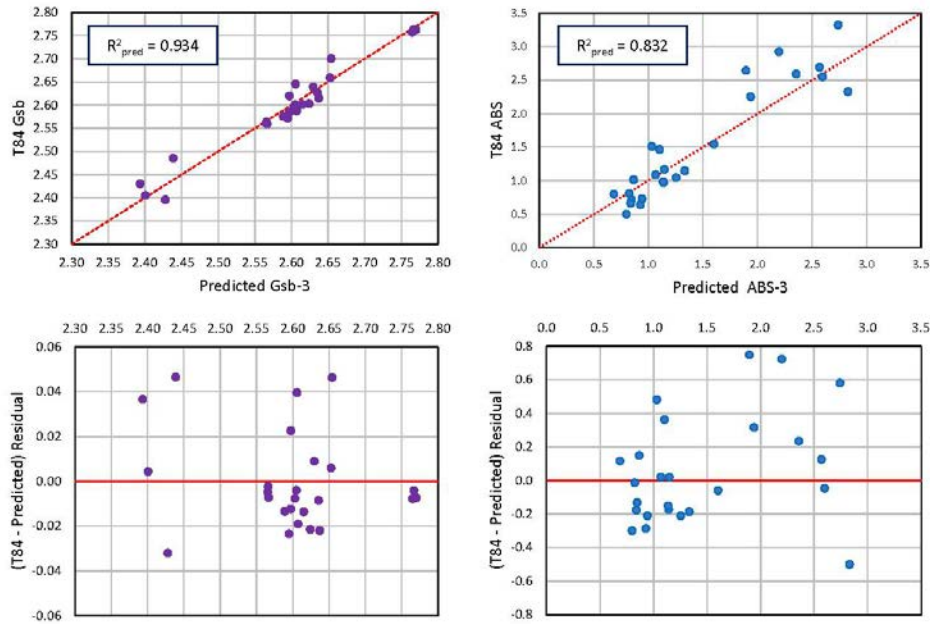 2.80
2.75
2.70
2.65
2.60
2.55
2.50
2.45
2.40
2.35
2.30
T84 Gsb
R²pred = 0.934
2.30 2.35 2.40 2.45 2.50 2.55 2.60 2.65 2.70 2.75 2.80
Predicted Gsb-3
3.5
3.0
2.5
2.0
1.5
1.0
0.5
0.0
T84 ABS
R²pred = 0.832
0.0 0.5 1.0 1.5 2.0 2.5 3.0 3.5
Predicted ABS-3
2.30 2.35 2.40 2.45 2.50 2.55 2.60 2.65 2.70 2.75 2.80
0.06
0.04
0.02
0.00
-0.02
-0.04
-0.06
(T84 - Predicted) Residual
0.0 0.5 1.0 1.5 2.0 2.5 3.0 3.5
0.8
0.6
0.4
0.2
0.0
-0.2
-0.4
-0.6
-0.8
(T84 - Predicted) Residual